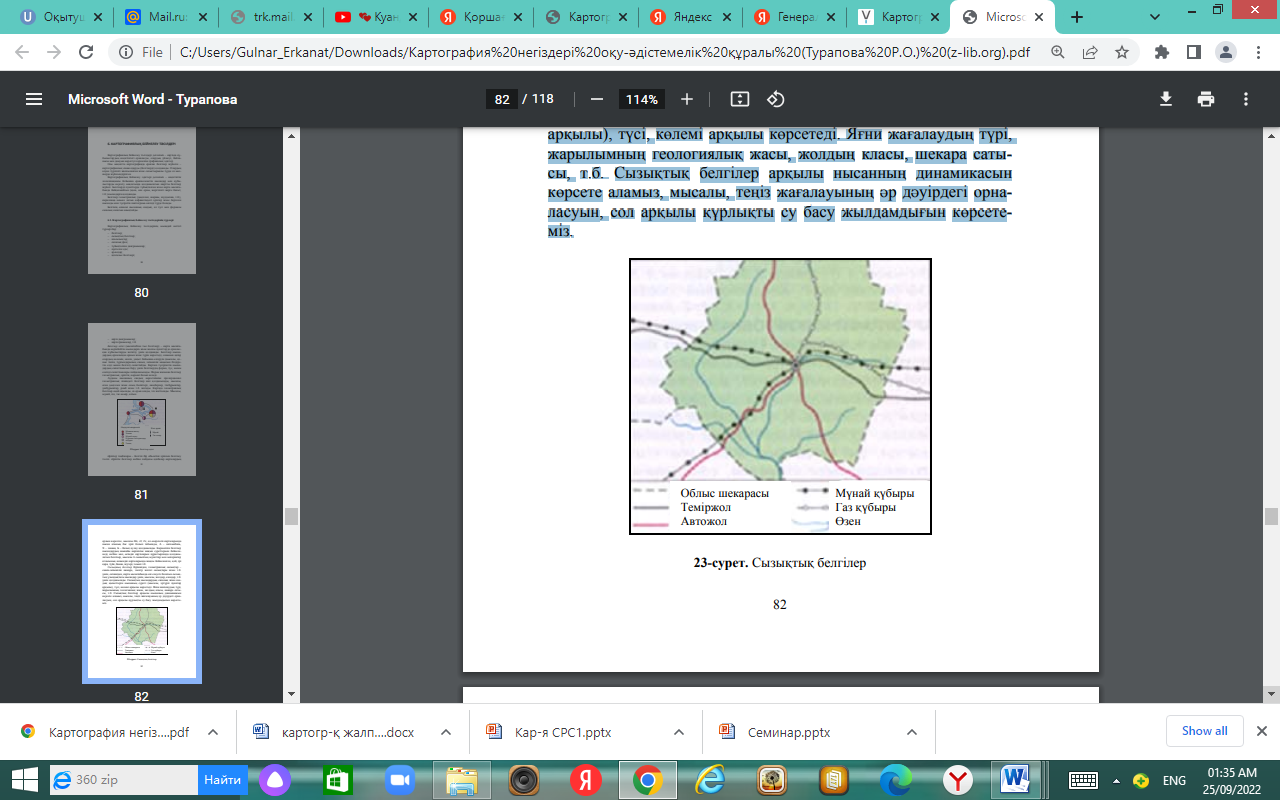 Оқытуш
Mail.ru:
trk.mail.
❤ Қуан
Қоршағ
Картогр
Яндекс
Генерал
Картогр
Microso
File
C:/Users/Gulnar_Erkanat/Downloads/Картография%20негіздері%20оқу-әдістемелік%20құралы%20(Турапова%20Р.О.)%20(z-lib.org).pdf
Microsoft Word - Турапова
82 / 118
114%
80
81
82
арқылы), түсі, көлемі арқылы көрсетеді. Яғни жағалаудың түрі,
жарылымның геологиялық жасы, жолдың класы, шекара саты-
сы, т.б. Сызықтық белгілер арқылы нысанның динамикасын
көрсете аламыз, мысалы, теңіз жағалауының әр дәуірдегі орна-
ласуын, сол арқылы құрлықты су басу жылдамдығын көрсете-
міз.
Облыс шекарасы
Теміржол
Автожол
Мұнай құбыры
Газ құбыры
Өзен
23-сурет. Сызықтық белгілер
82
Картография негіз....pdf
картогр-қ жалп....docx
Кар-я СРС1.pptx
Семинар.pptx
Show all
360 zip
Найти
ENG
01:35 AM
25/09/2022